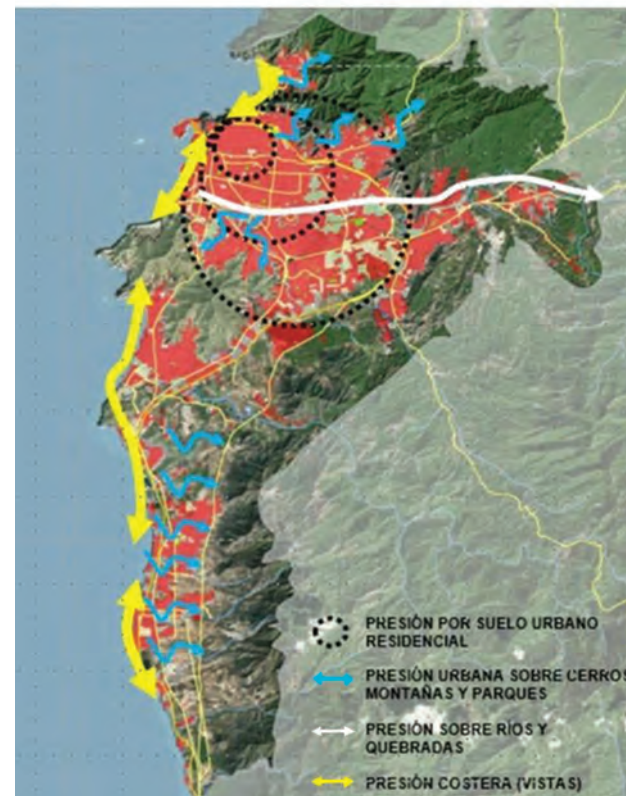 PRESIÓN POR SUELO URBANO
RESIDENCIAL
PRESIÓN URBANA SOBRE CERROS
MONTAÑAS Y PARQUES
PRESIÓN SOBRE RÍOS Y
QUEBRADAS
PRESIÓN COSTERA (VISTAS)